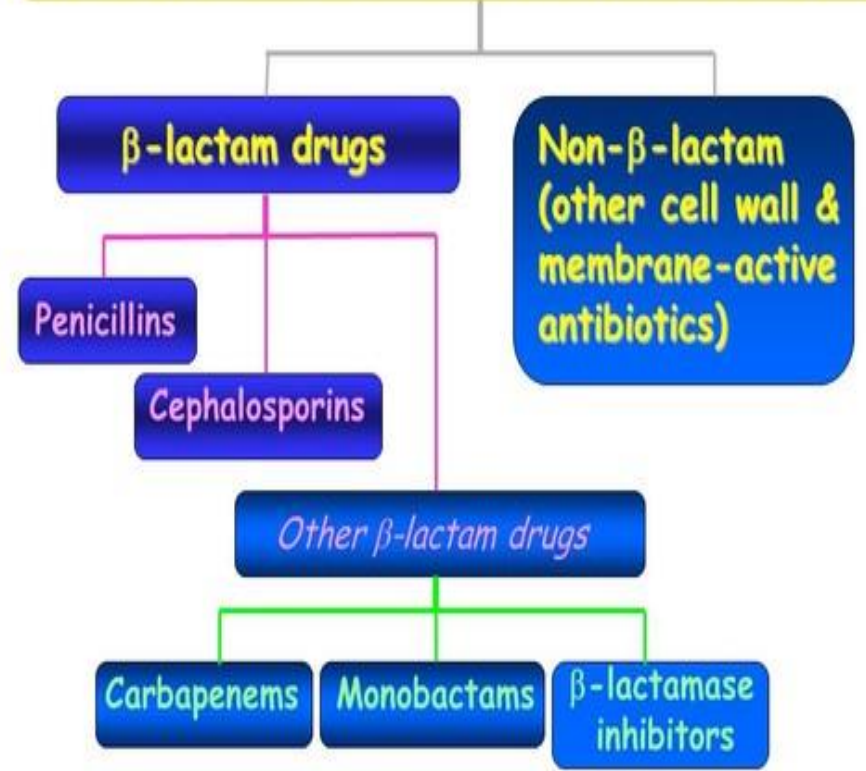 β-lactam drugs
Non-β-lactam
(other cell wall &
membrane-active
antibiotics)
Penicillins
Cephalosporins
Other β-lactam drugs
Carbapenems
Monobactams
β-lactamase
inhibitors